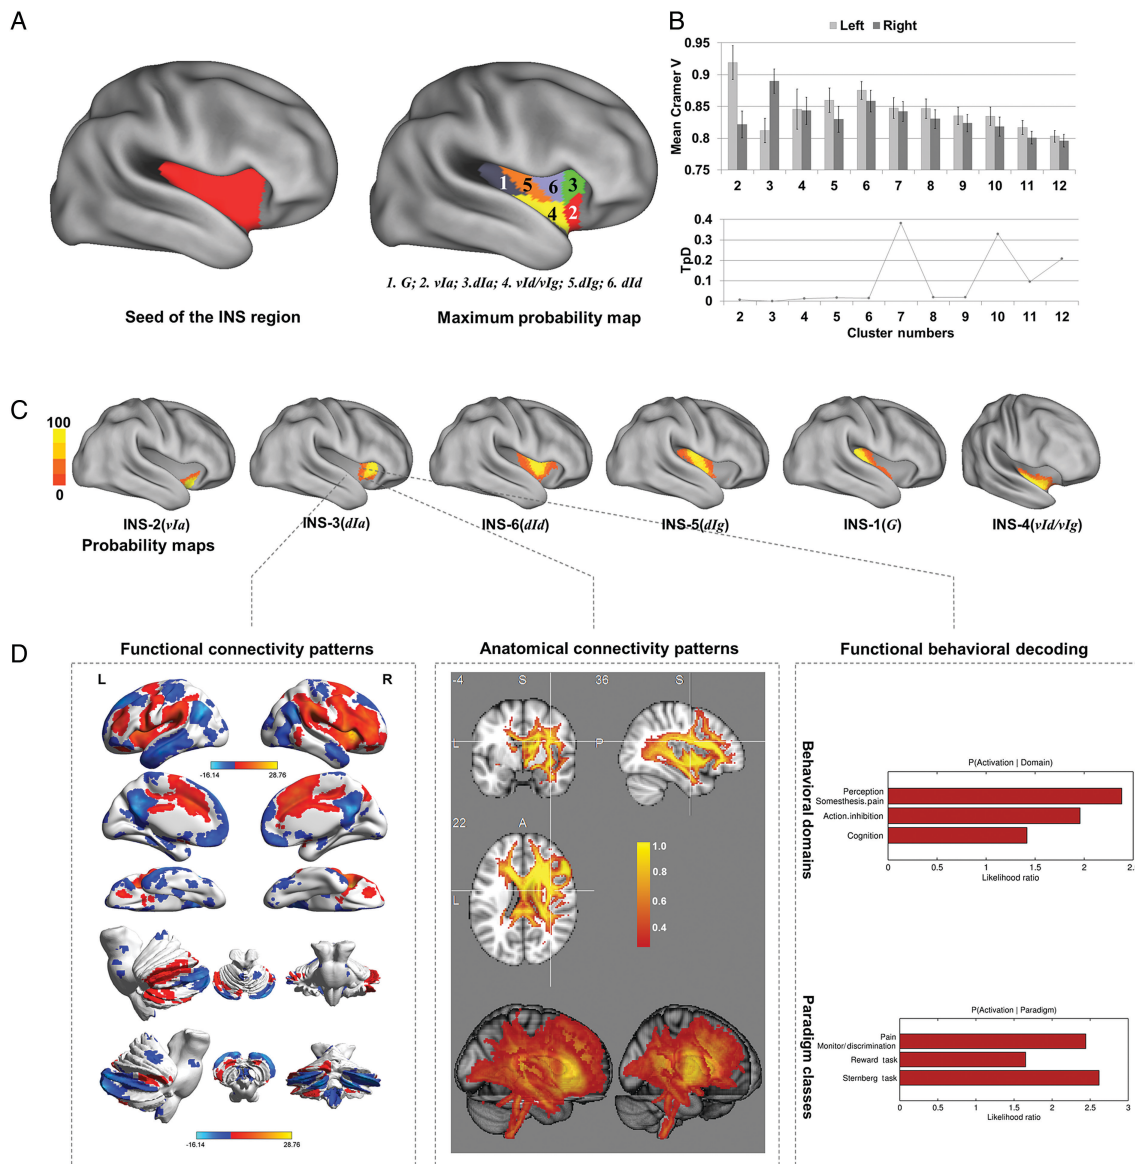 A
1
5
6
3
4
2
1. G; 2. vIa; 3.dIa; 4. vId/vIg; 5.dIg; 6. dId
Seed of the INS region
Maximum probability map
B
Left Right
Mean Cramer V
0.95
0.9
0.85
0.8
0.75
2 3 4 5 6 7 8 9 10 11 12
TpD
0.4
0.3
0.2
0.1
0
2 3 4 5 6 7 8 9 10 11 12
Cluster numbers
C
100
0
INS-2(vIa)
INS-3(dIa)
INS-6(dId)
INS-5(dIg)
INS-1(G)
INS-4(vId/vIg)
Probability maps
D
Functional connectivity patterns
L R
-16.14 28.76
-16.14 28.76
Anatomical connectivity patterns
-4 S 36 S
L P
22 A
L
1.0
0.8
0.6
0.4
Functional behavioral decoding
Behavioral domains
P(Activation | Domain)
Perception
Somesthesis.pain
Action.inhibition
Cognition
0 0.5 1 1.5 2 2.
Likelihood ratio
Paradigm classes
P(Activation | Paradigm)
Pain
Monitor/discrimination
Reward task
Sternberg task
0 0.5 1 1.5 2 2.5 3
Likelihood ratio